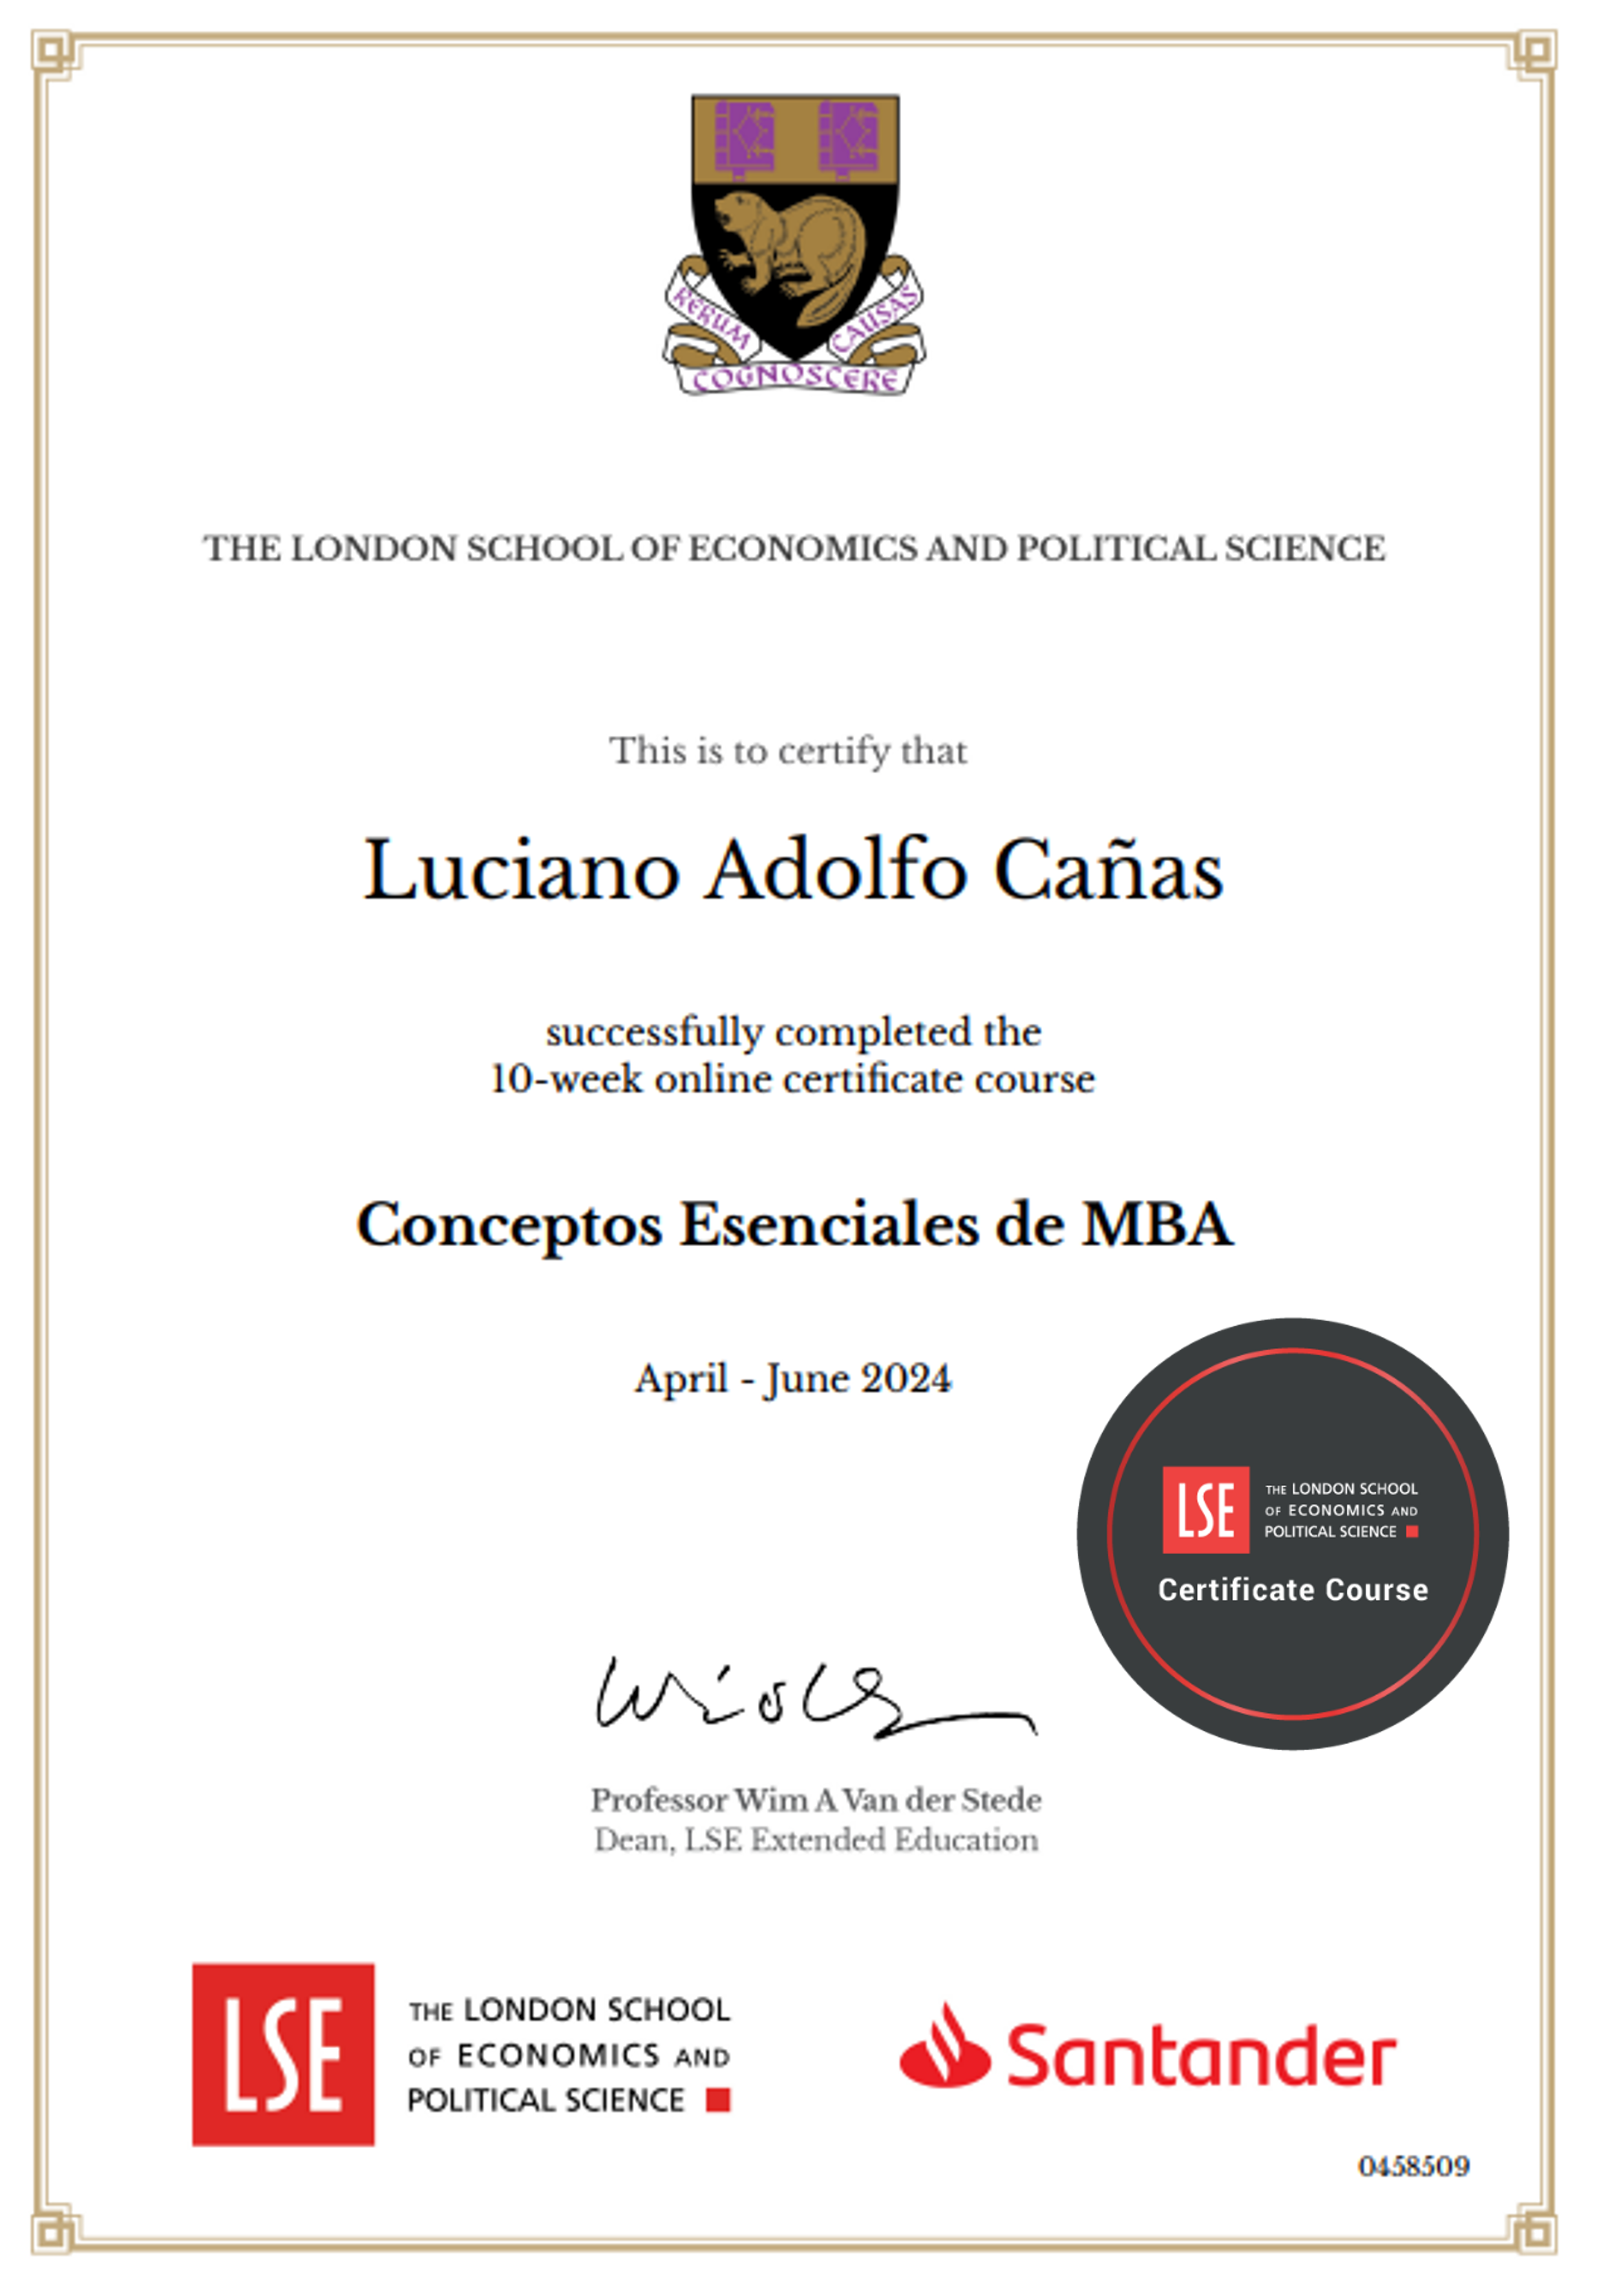 RERUM CAUSAS
COGNOSCERE
THE LONDON SCHOOL OF ECONOMICS AND POLITICAL SCIENCE
This is to certify that
Luciano Adolfo Cañas
successfully completed the
10-week online certificate course
Conceptos Esenciales de MBA
April - June 2024
LSE THE LONDON SCHOOL
OF ECONOMICS AND
POLITICAL SCIENCE
Certificate Course
Professor Wim A Van der Stede
Dean, LSE Extended Education
LSE THE LONDON SCHOOL
OF ECONOMICS AND
POLITICAL SCIENCE
Santander
0458509